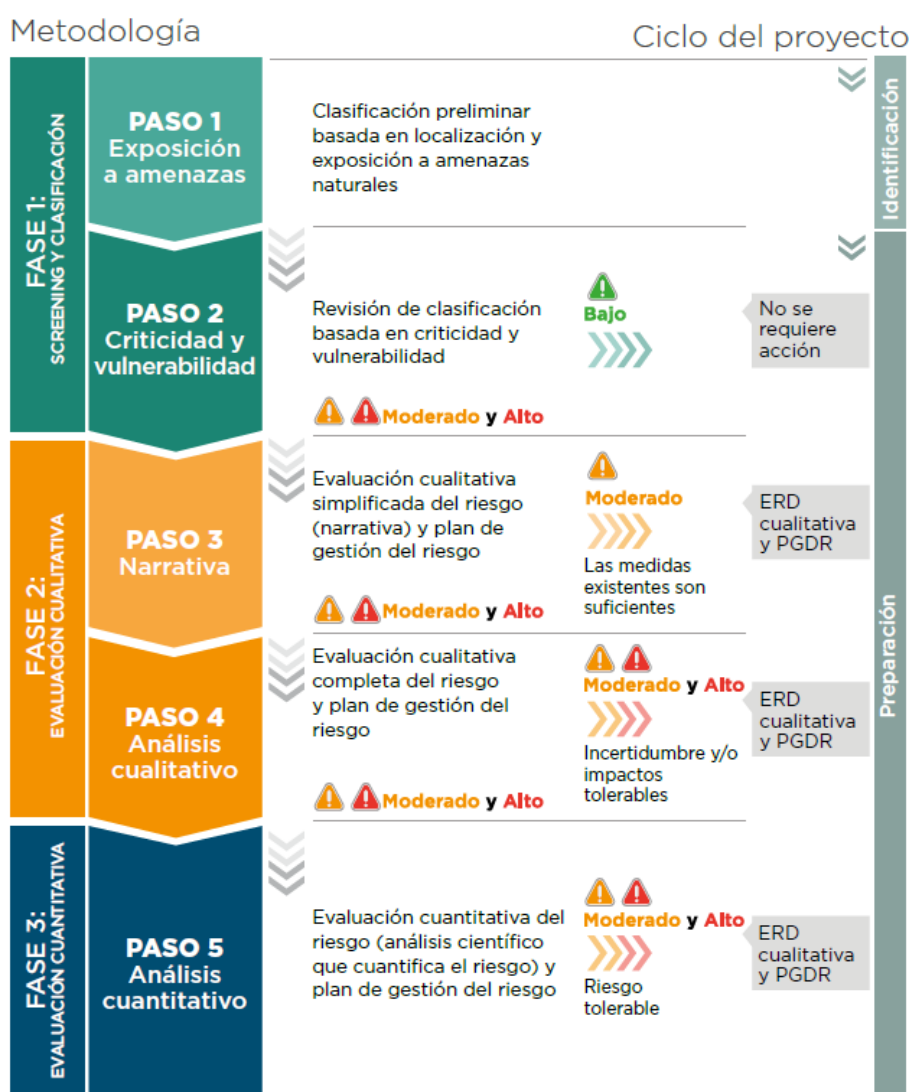 Metodología
Ciclo del proyecto
FASE 1:
SCREENING Y CLASIFICACIÓN
PASO 1
Exposición
a amenazas
Clasificación preliminar
basada en localización y
exposición a amenazas
naturales
Identificación
PASO 2
Criticidad y
vulnerabilidad
Revisión de clasificación
basada en criticidad y
vulnerabilidad
Bajo
No se
requiere
acción
Moderado y Alto
FASE 2:
EVALUACIÓN CUALITATIVA
PASO 3
Narrativa
Evaluación cualitativa
simplificada del riesgo
(narrativa) y plan de
gestión del riesgo
Moderado
Las medidas
existentes son
suficientes
ERD
cualitativa
y PGDR
Moderado y Alto
Preparación
PASO 4
Análisis
cualitativo
Evaluación cualitativa
completa del riesgo
y plan de gestión del
riesgo
Moderado y Alto
Incertidumbre y/o
impactos
tolerables
ERD
cualitativa
y PGDR
Moderado y Alto
FASE 3:
EVALUACIÓN CUANTITATIVA
PASO 5
Análisis
cuantitativo
Evaluación cuantitativa del
riesgo (análisis científico
que cuantifica el riesgo) y
plan de gestión del riesgo
Moderado y Alto
Riesgo
tolerable
ERD
cualitativa
y PGDR